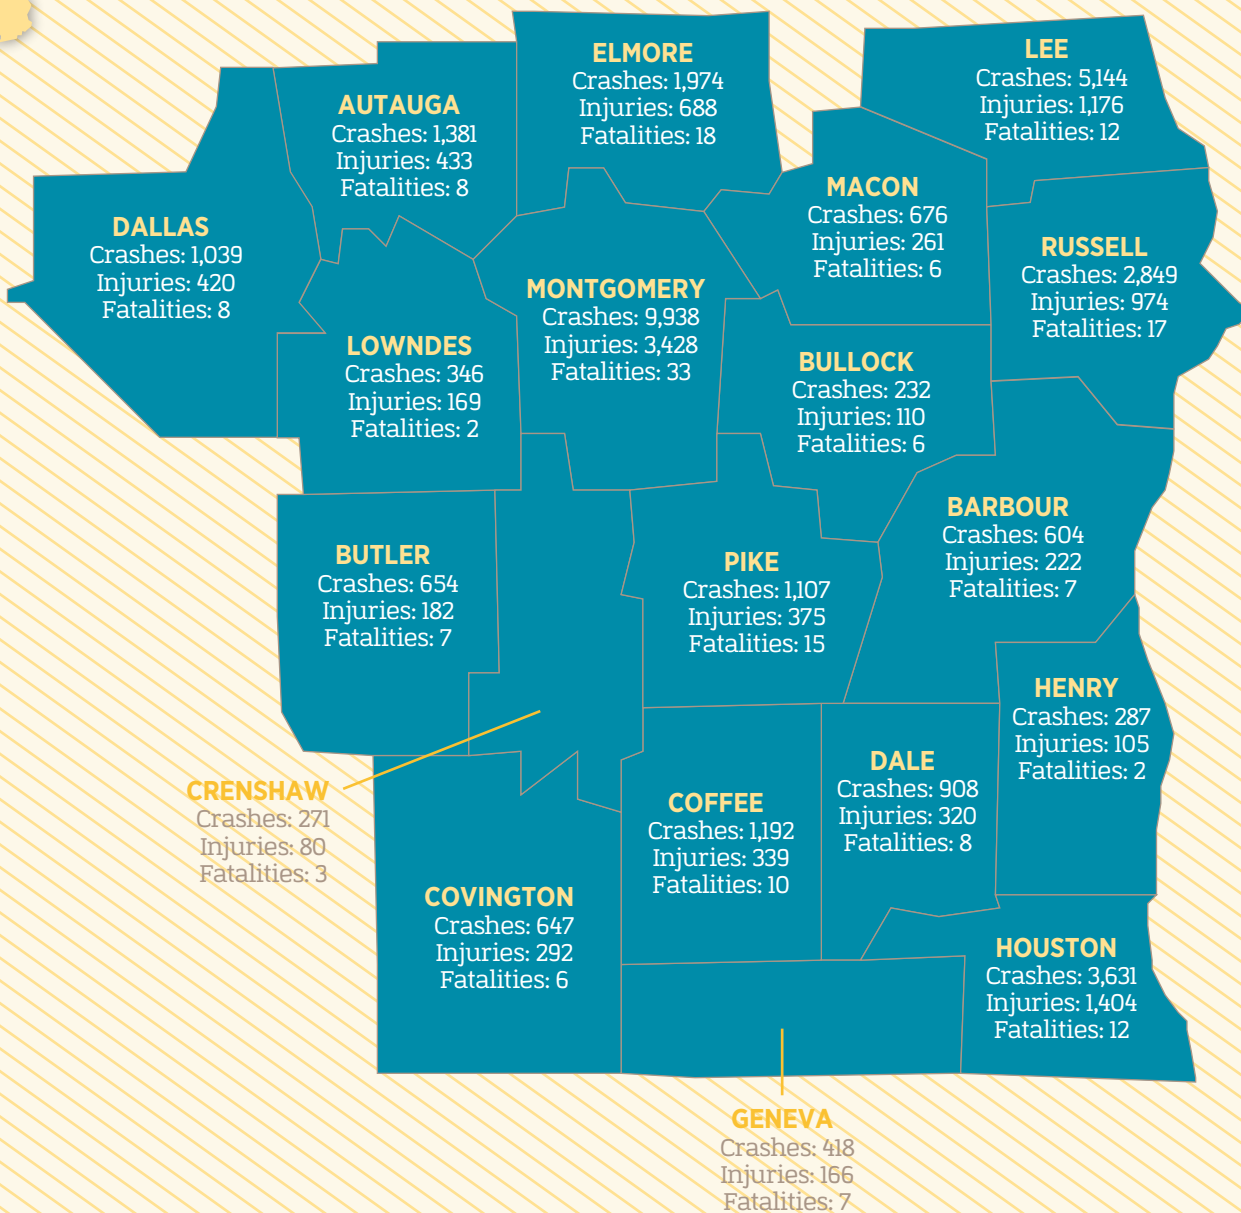 ELMORE
Crashes: 1,974
Injuries: 688
Fatalities: 18
LEE
Crashes: 5,144
Injuries: 1,176
Fatalities: 12
AUTAUGA
Crashes: 1,381
Injuries: 433
Fatalities: 8
MACON
Crashes: 676
Injuries: 261
Fatalities: 6
DALLAS
Crashes: 1,039
Injuries: 420
Fatalities: 8
RUSSELL
Crashes: 2,849
Injuries: 974
Fatalities: 17
MONTGOMERY
Crashes: 9,938
Injuries: 3,428
Fatalities: 33
LOWNDES
Crashes: 346
Injuries: 169
Fatalities: 2
BULLOCK
Crashes: 232
Injuries: 110
Fatalities: 6
BARBOUR
Crashes: 604
Injuries: 222
Fatalities: 7
BUTLER
Crashes: 654
Injuries: 182
Fatalities: 7
PIKE
Crashes: 1,107
Injuries: 375
Fatalities: 15
HENRY
Crashes: 287
Injuries: 105
Fatalities: 2
DALE
Crashes: 908
Injuries: 320
Fatalities: 8
CRENSHAW
Crashes: 271
Injuries: 80
Fatalities: 3
COFFEE
Crashes: 1,192
Injuries: 339
Fatalities: 10
COVINGTON
Crashes: 647
Injuries: 292
Fatalities: 6
HOUSTON
Crashes: 3,631
Injuries: 1,404
Fatalities: 12
GENEVA
Crashes: 418
Injuries: 166
Fatalities: 7